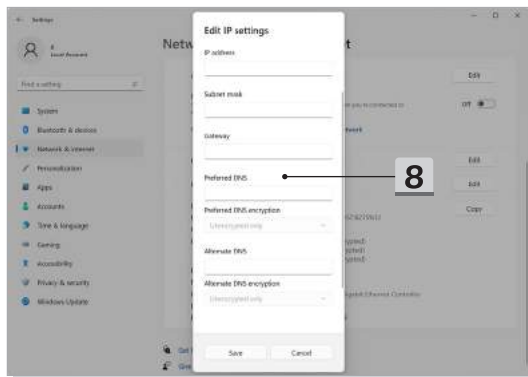 Settings
Local Account
Find a setting
System
Bluetooth & devices
Network & internet
Personalization
Apps
Accounts
Time & language
Gaming
Accessibility
Privacy & security
Windows Update
Netw
t
Edit
Off
Edit
Edit
Copy
Edit IP settings
IP address
Subnet mask
Gateway
Preferred DNS
8
Preferred DNS encryption
Unencrypted only
Alternate DNS
Alternate DNS encryption
Unencrypted only
Save
Cancel
Get
Give